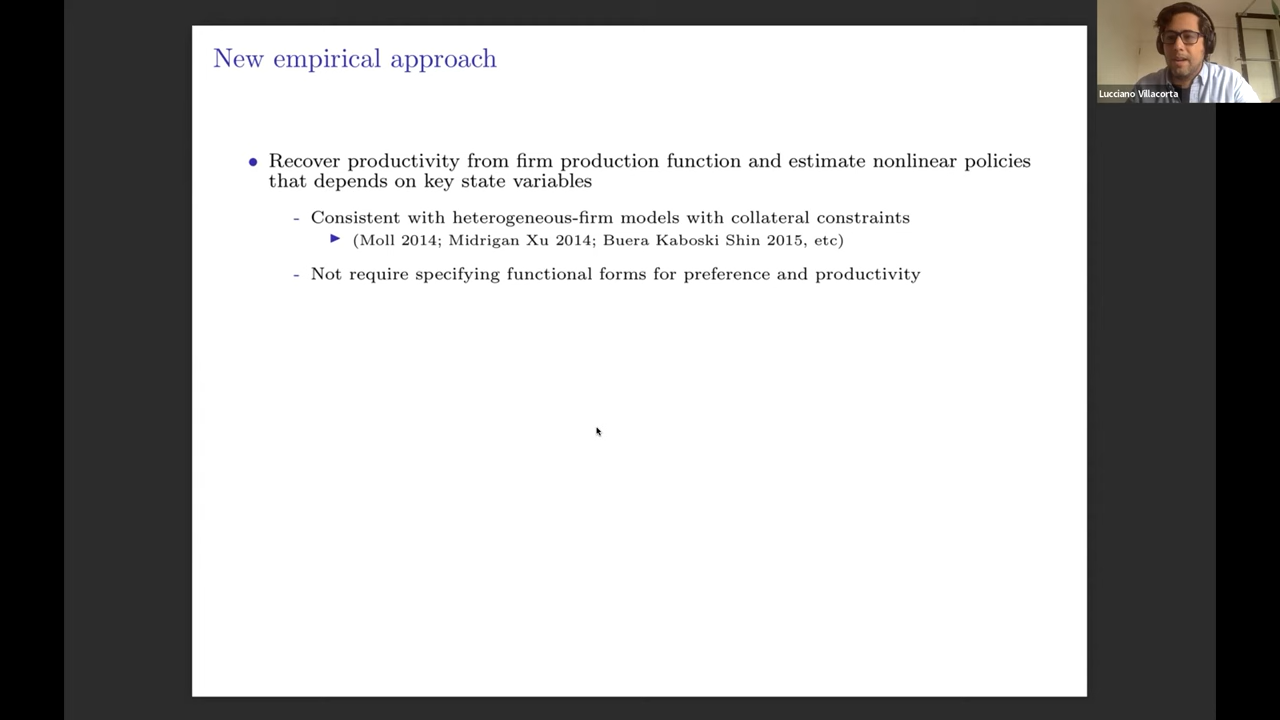 New empirical approach
Lucciano Villacorta
• Recover productivity from firm production function and estimate nonlinear policies
that depends on key state variables
- Consistent with heterogeneous-firm models with collateral constraints
▶ (Moll 2014; Midrigan Xu 2014; Buera Kaboski Shin 2015, etc)
- Not require specifying functional forms for preference and productivity